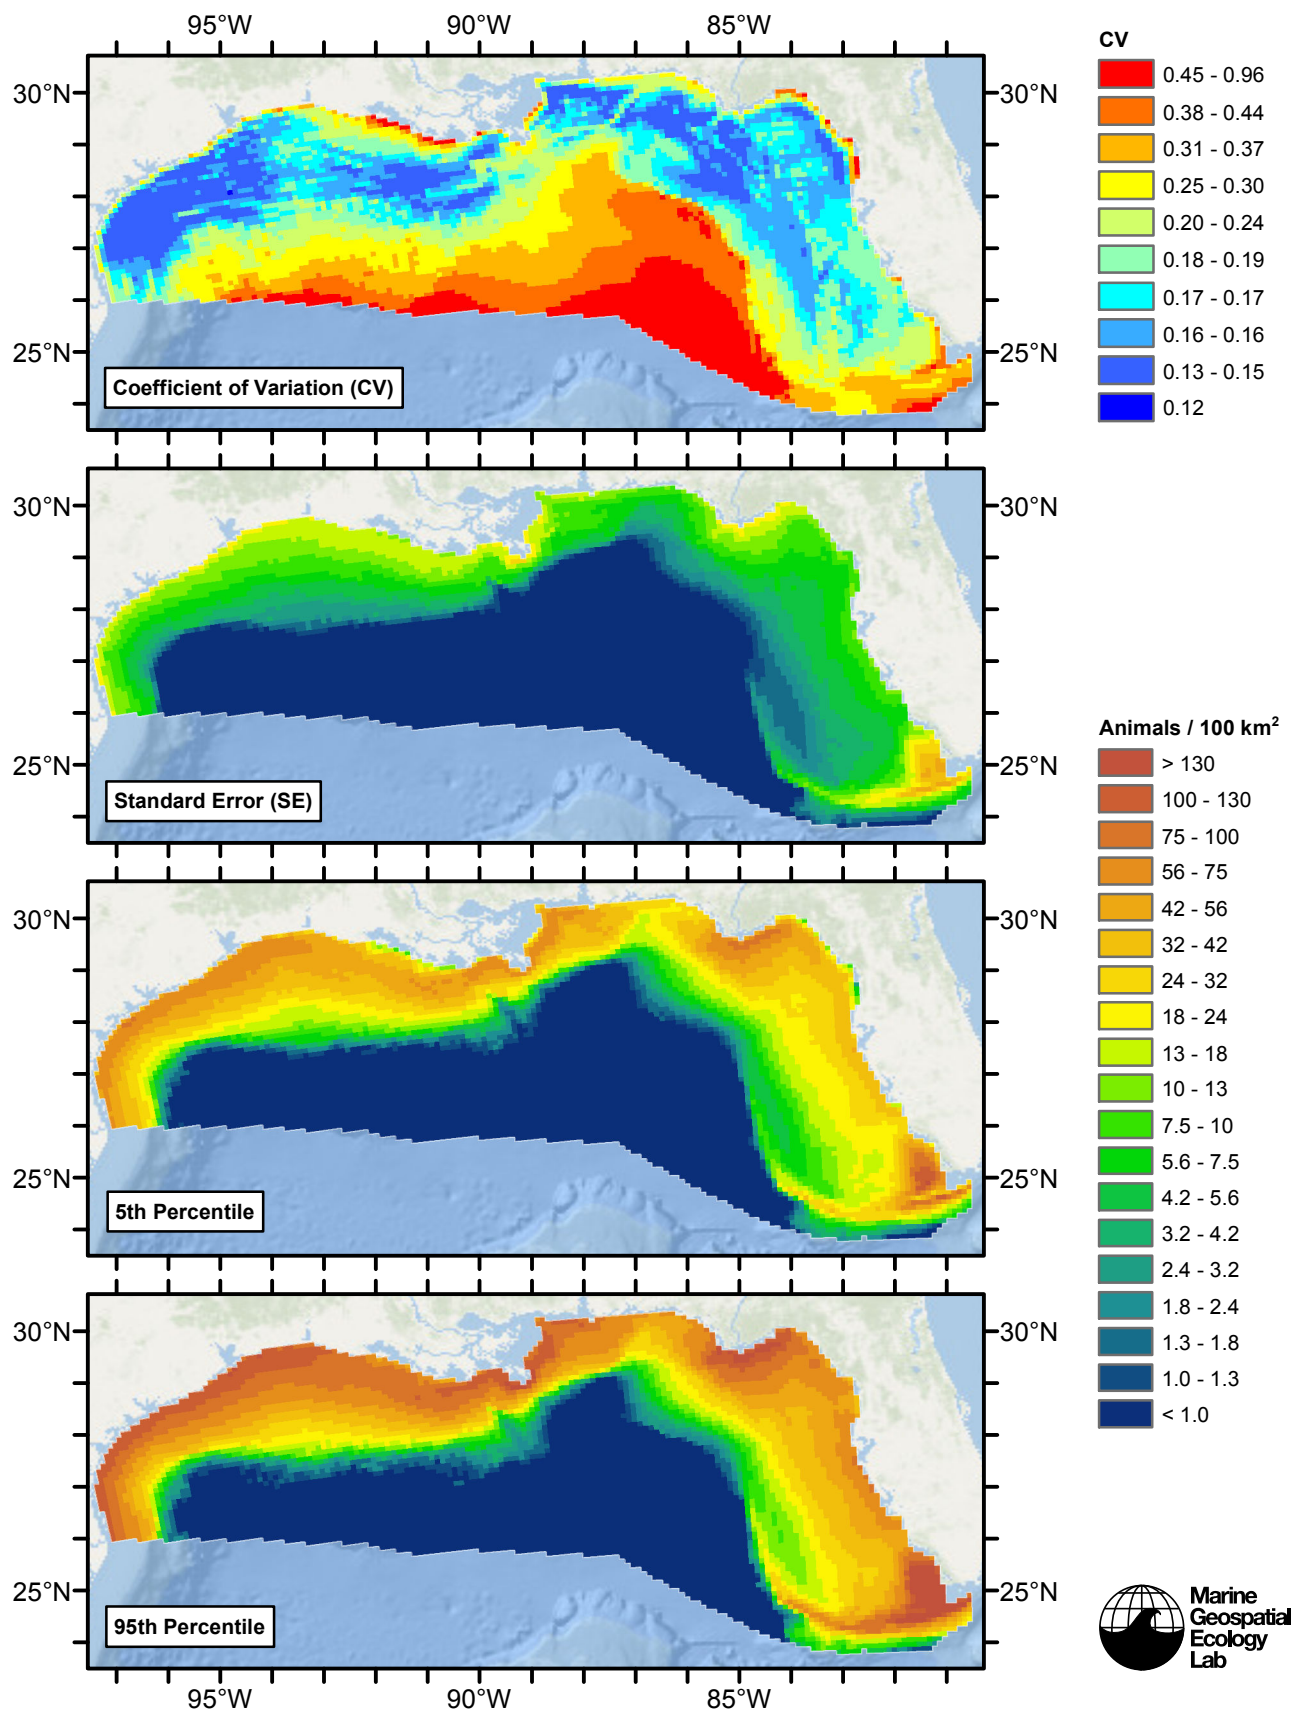 95°W 90°W 85°W
30°N 30°N
25°N 25°N
Coefficient of Variation (CV)
CV
0.45 - 0.96
0.38 - 0.44
0.31 - 0.37
0.25 - 0.30
0.20 - 0.24
0.18 - 0.19
0.17 - 0.17
0.16 - 0.16
0.13 - 0.15
0.12
30°N 30°N
25°N 25°N
Standard Error (SE)
30°N 30°N
25°N 25°N
5th Percentile
Animals / 100 km²
> 130
100 - 130
75 - 100
56 - 75
42 - 56
32 - 42
24 - 32
18 - 24
13 - 18
10 - 13
7.5 - 10
5.6 - 7.5
4.2 - 5.6
3.2 - 4.2
2.4 - 3.2
1.8 - 2.4
1.3 - 1.8
1.0 - 1.3
< 1.0
30°N 30°N
25°N 25°N
95th Percentile
95°W 90°W 85°W
Marine
Geospatial
Ecology
Lab